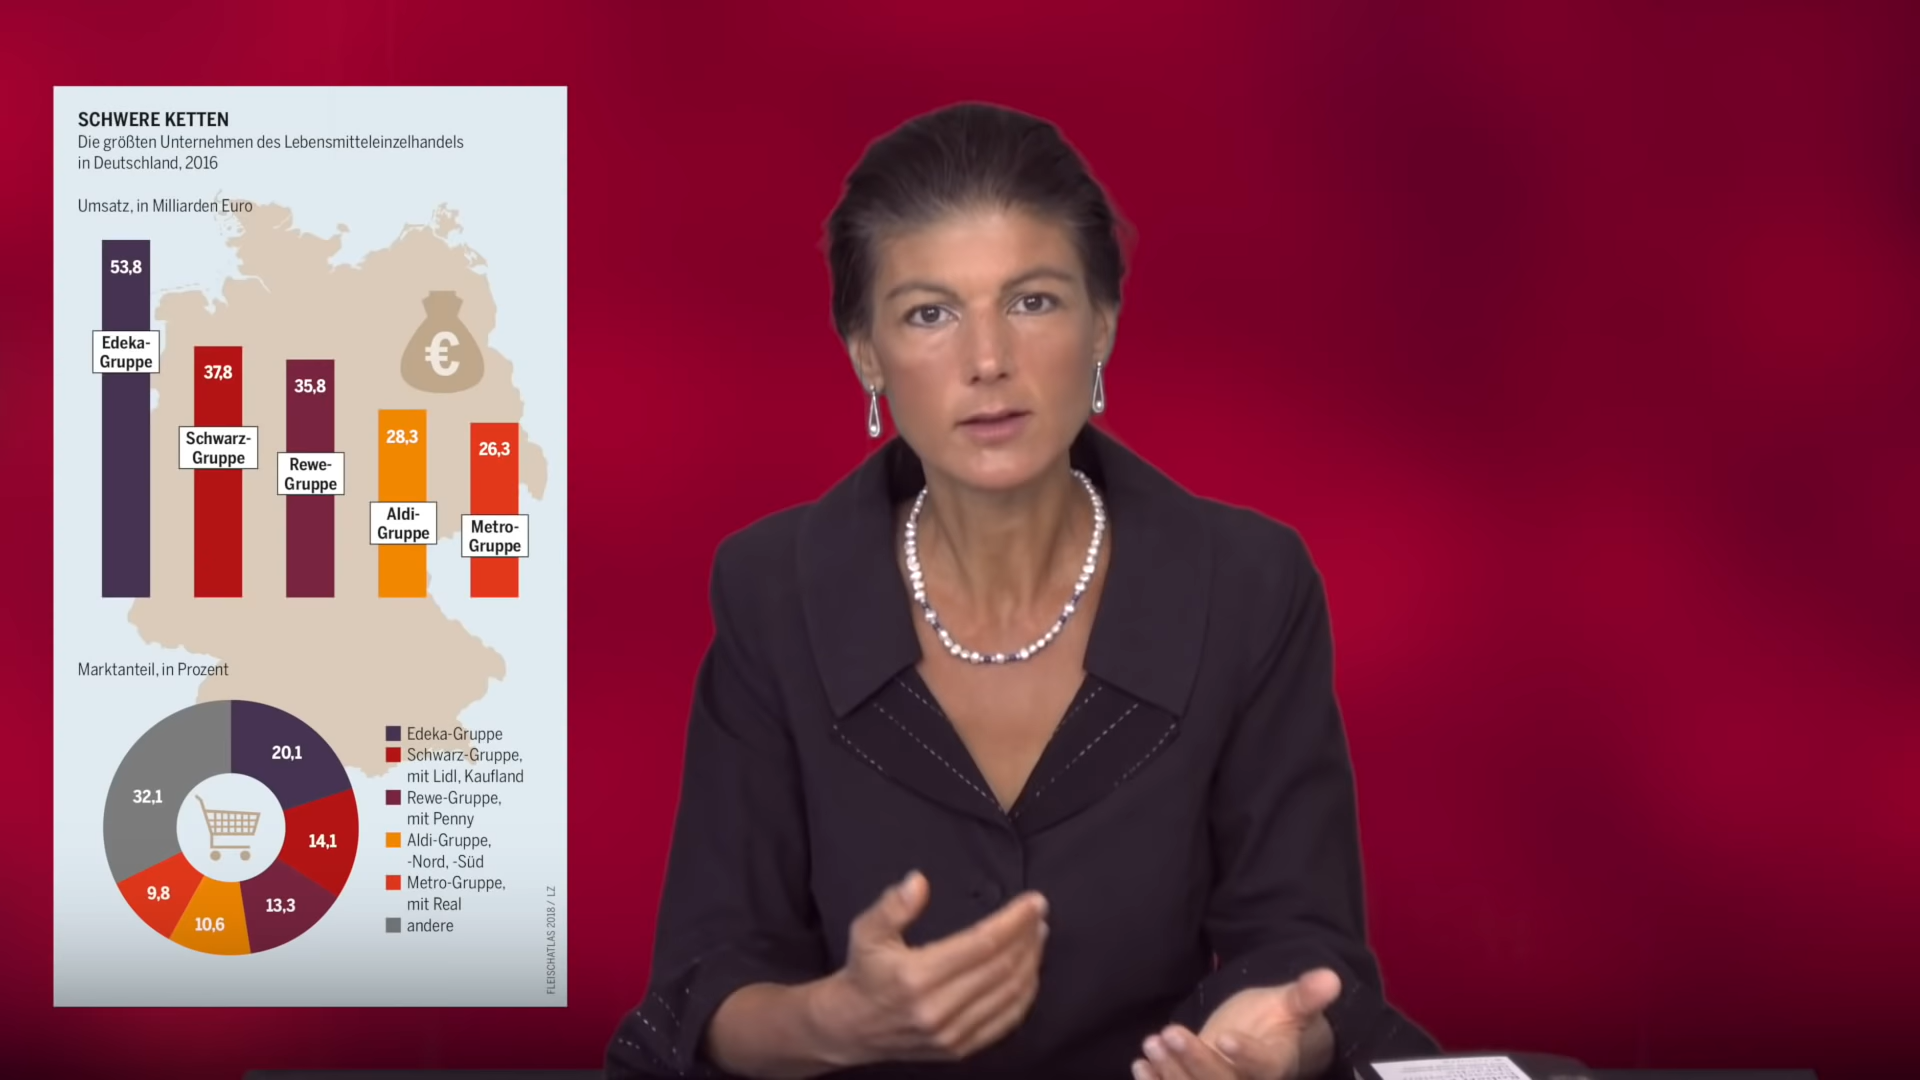 SCHWERE KETTEN
Die größten Unternehmen des Lebensmitteleinzelhandels
in Deutschland, 2016
Umsatz, in Milliarden Euro
53,8
Edeka-
Gruppe
37,8
Schwarz-
Gruppe
35,8
Rewe-
Gruppe
€
28,3
Aldi-
Gruppe
26,3
Metro-
Gruppe
Marktanteil, in Prozent
20,1
14,1
13,3
10,6
9,8
32,1
Edeka-Gruppe
Schwarz-Gruppe,
mit Lidl, Kaufland
Rewe-Gruppe,
mit Penny
Aldi-Gruppe,
-Nord, -Süd
Metro-Gruppe,
mit Real
andere
FLEISCHATLAS 2018 / LZ